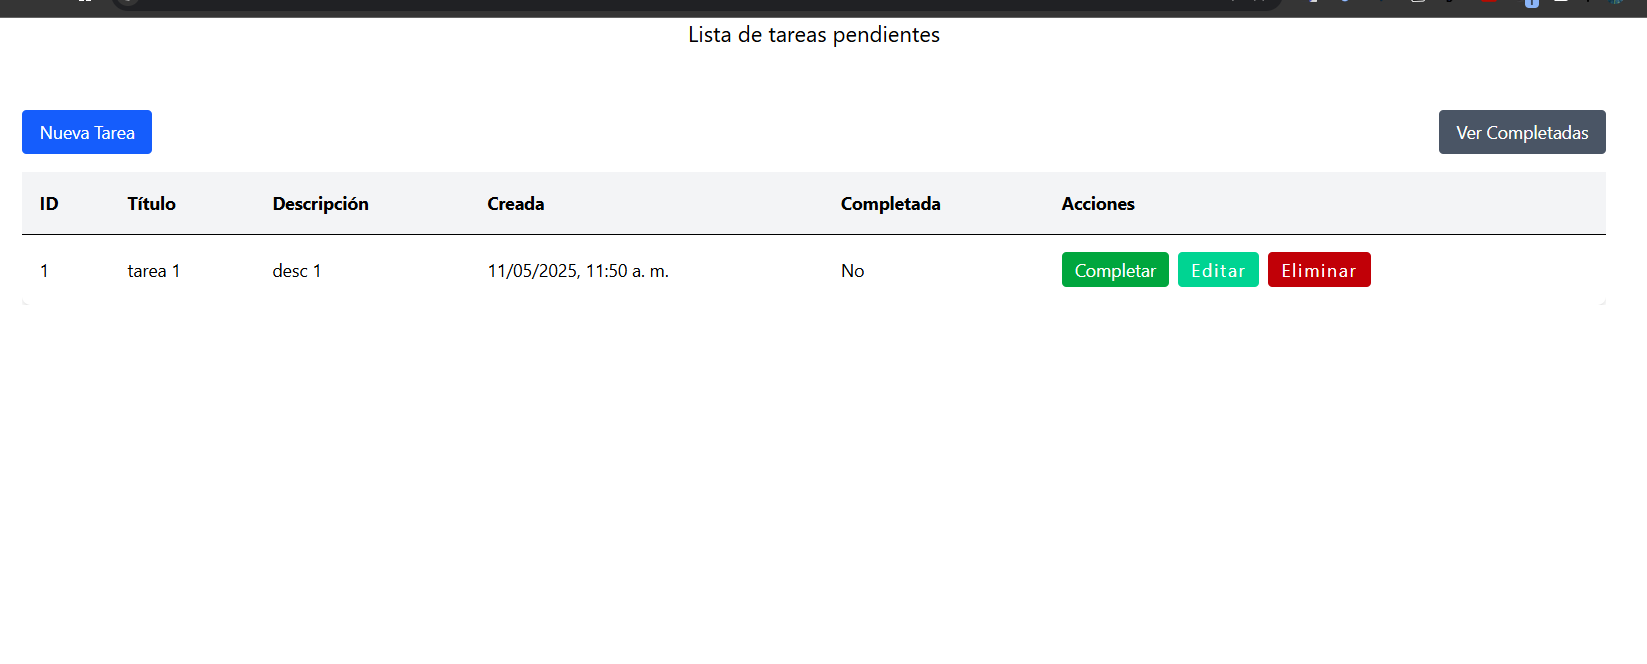 Lista de tareas pendientes
Nueva Tarea Ver Completadas
ID Título Descripción Creada Completada Acciones
1 tarea 1 desc 1 11/05/2025, 11:50 a. m. No Completar Editar Eliminar